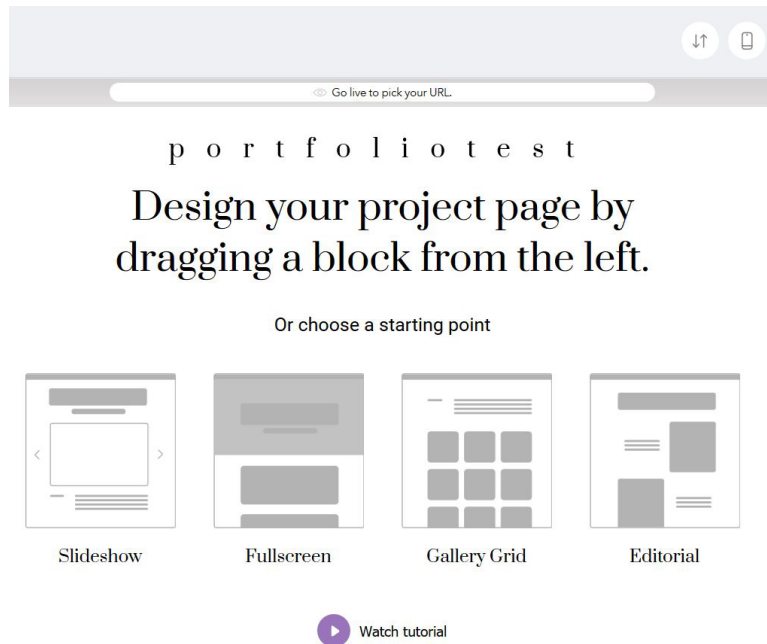 Go live to pick your URL.
portfoliotest
Design your project page by
dragging a block from the left.
Or choose a starting point
Slideshow
Fullscreen
Gallery Grid
Editorial
Watch tutorial